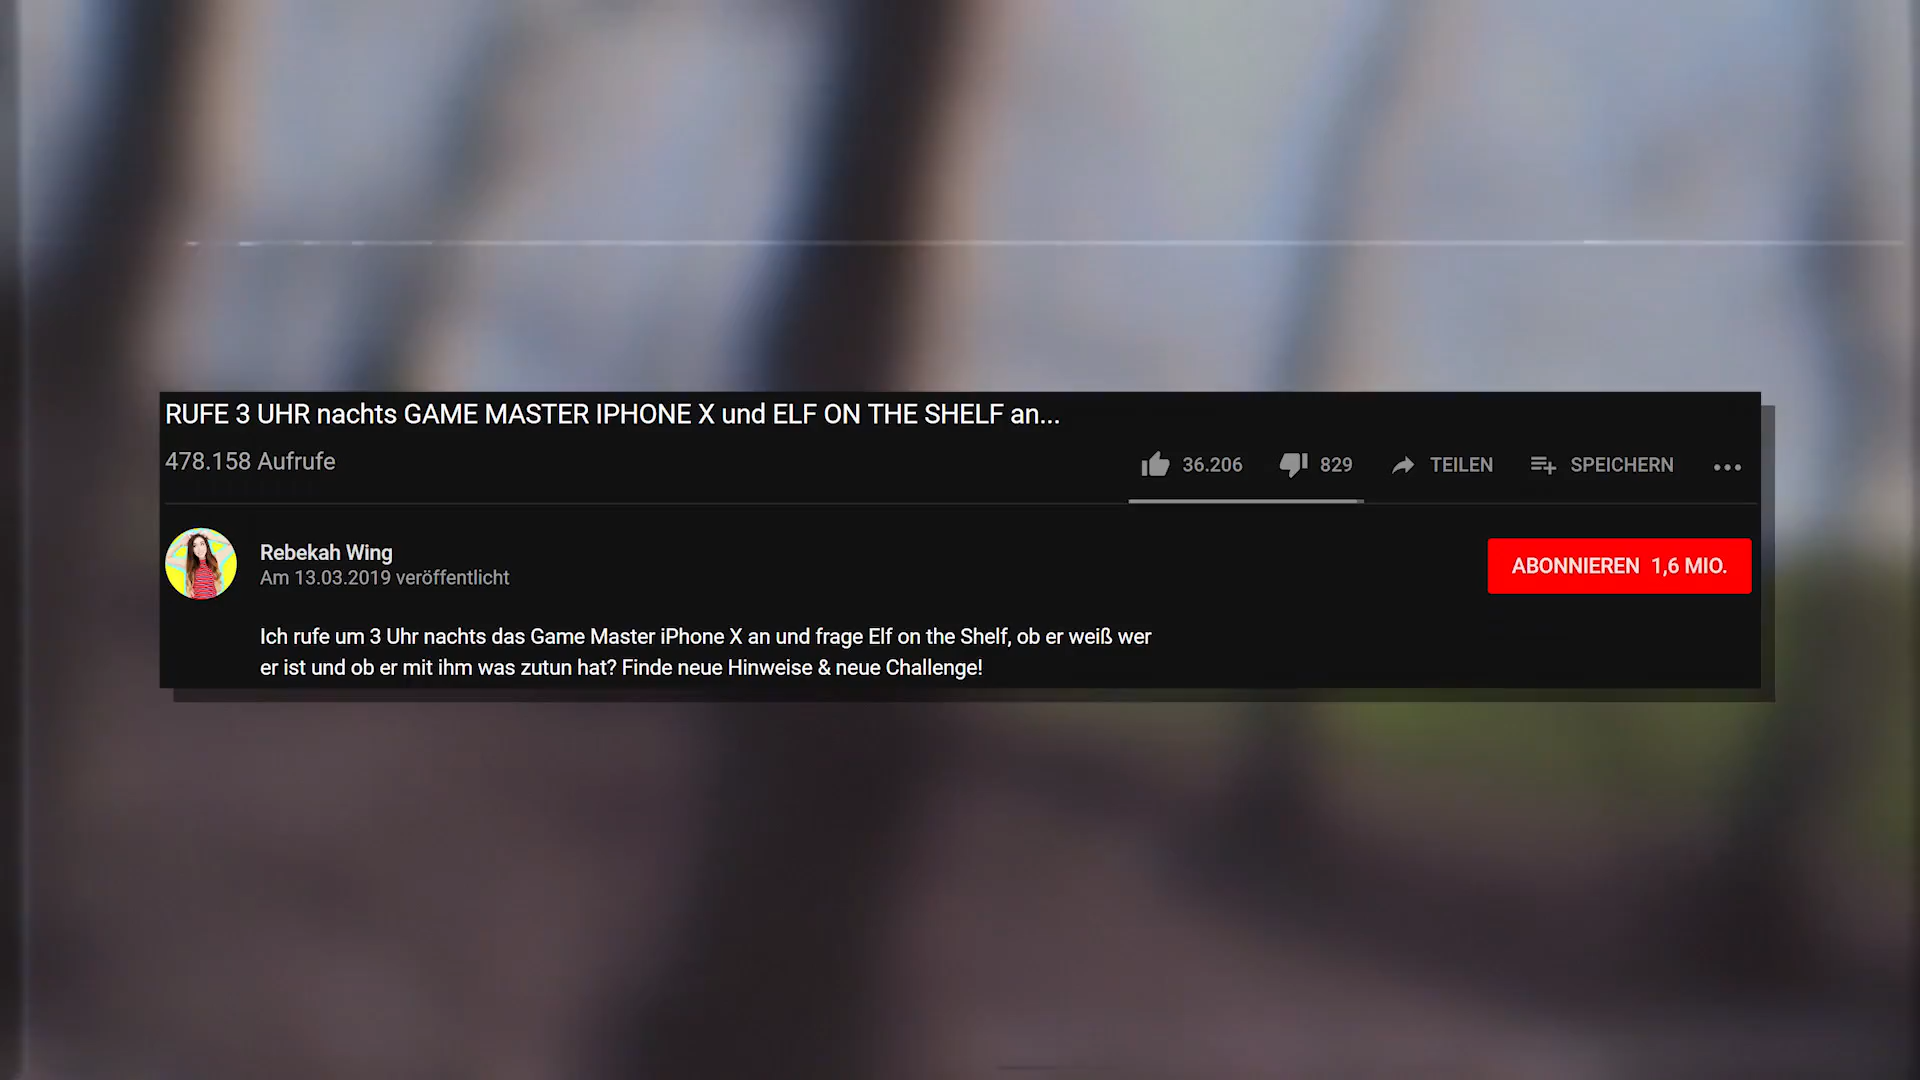 RUFE 3 UHR nachts GAME MASTER IPHONE X und ELF ON THE SHELF an...
478.158 Aufrufe
36.206 829 TEILEN SPEICHERN
Rebekah Wing
Am 13.03.2019 veröffentlicht
ABONNIEREN 1,6 MIO.
Ich rufe um 3 Uhr nachts das Game Master iPhone X an und frage Elf on the Shelf, ob er weiß wer
er ist und ob er mit ihm was zutun hat? Finde neue Hinweise & neue Challenge!